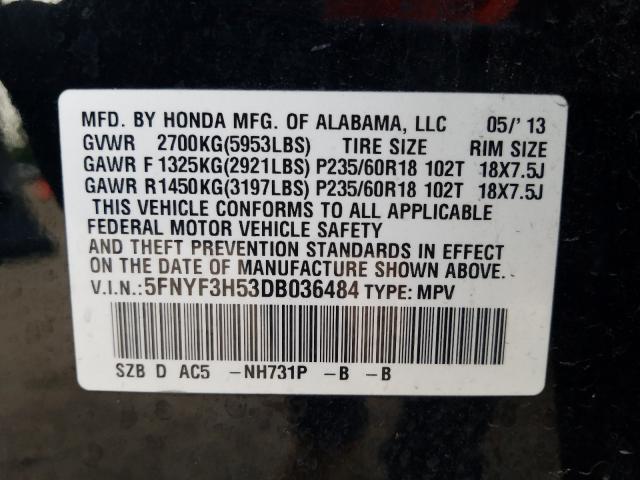 MFD. BY HONDA MFG. OF ALABAMA, LLC 05/' 13
GVWR 2700KG(5953LBS) TIRE SIZE RIM SIZE
GAWR F 1325KG(2921LBS) P235/60R18 102T 18X7.5J
GAWR R1450KG(3197LBS) P235/60R18 102T 18X7.5J
THIS VEHICLE CONFORMS TO ALL APPLICABLE
FEDERAL MOTOR VEHICLE SAFETY
AND THEFT PREVENTION STANDARDS IN EFFECT
ON THE DATE OF MANUFACTURE SHOWN ABOVE.
V.I.N.:5FNYF3H53DB036484 TYPE: MPV
SZB D AC5 -NH731P -B -B